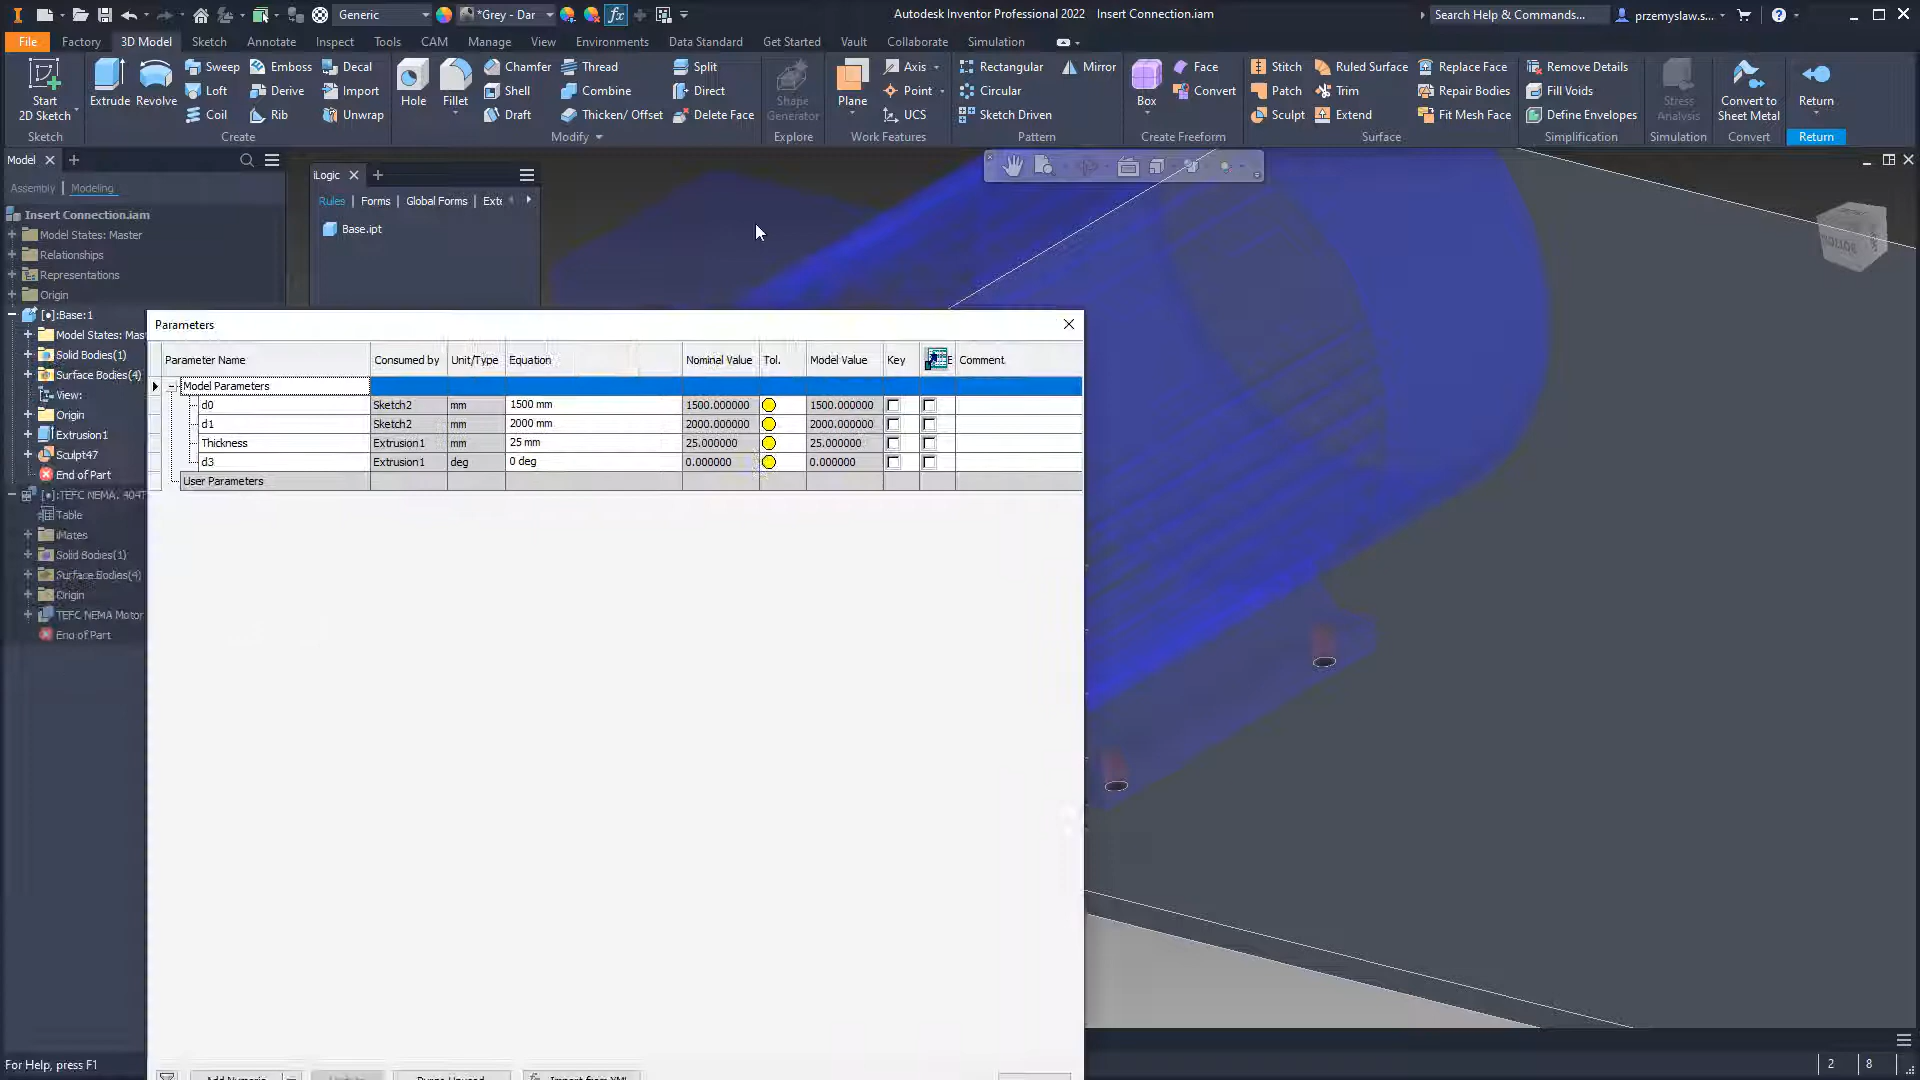 Generic
*Grey - Dar
Autodesk Inventor Professional 2022 Insert Connection.iam
Search Help & Commands...
przemyslaw.s...
File Factory 3D Model Sketch Annotate Inspect Tools CAM Manage View Environments Data Standard Get Started Vault Collaborate Simulation
Start
2D Sketch
Extrude
Revolve
Sweep
Loft
Coil
Emboss
Derive
Rib
Decal
Import
Unwrap
Hole
Fillet
Chamfer
Shell
Draft
Thread
Combine
Thicken/ Offset
Split
Direct
Delete Face
Shape
Generator
Plane
Axis
Point
UCS
Rectangular
Circular
Sketch Driven
Mirror
Box
Face
Convert
Stitch
Patch
Sculpt
Ruled Surface
Trim
Extend
Replace Face
Repair Bodies
Fit Mesh Face
Remove Details
Fill Voids
Define Envelopes
Stress
Analysis
Convert to
Sheet Metal
Return
Sketch Create Modify Explore Work Features Pattern Create Freeform Surface Simplification Simulation Convert Return
Model
Assembly | Modeling
Insert Connection.iam
Model States: Master
Relationships
Representations
Origin
[●]:Base:1
Model States: Mas
Solid Bodies(1)
Surface Bodies(4)
View:
Origin
Extrusion1
Sculpt47
End of Part
[●]:TEFC NEMA, 404T
Table
iMates
Solid Bodies(1)
Surface Bodies(4)
Origin
TEFC NEMA Motor
End of Part
iLogic
Rules | Forms | Global Forms | Exte
Base.ipt
BOTTOM
Parameters
Parameter Name Consumed by Unit/Type Equation Nominal Value Tol. Model Value Key E Comment
Model Parameters
d0 Sketch2 mm 1500 mm 1500.000000 1500.000000
d1 Sketch2 mm 2000 mm 2000.000000 2000.000000
Thickness Extrusion1 mm 25 mm 25.000000 25.000000
d3 Extrusion1 deg 0 deg 0.000000 0.000000
User Parameters
Add Numeric
Purge Unused
Import from XML
For Help, press F1
2 8